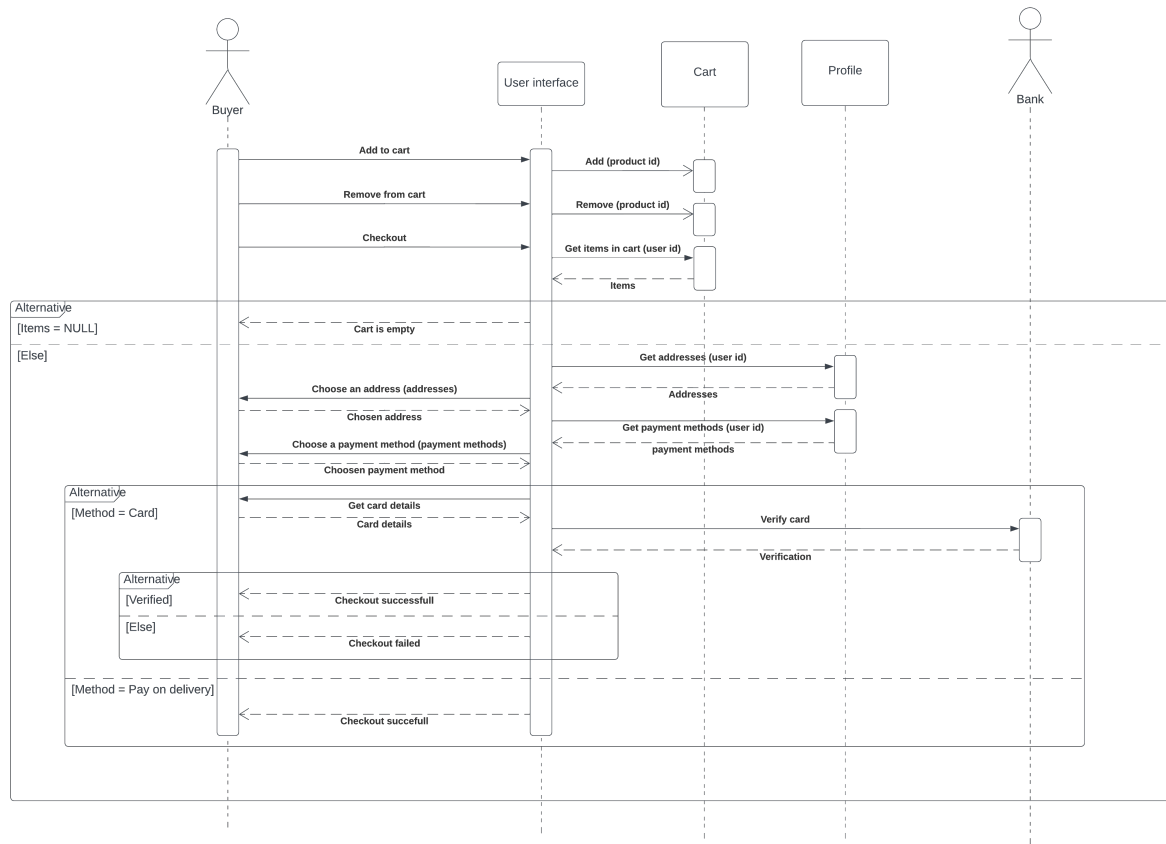 Buyer
User interface
Cart
Profile
Bank
Add to cart
Add (product id)
Remove from cart
Remove (product id)
Checkout
Get items in cart (user id)
Items
Alternative
[Items = NULL]
Cart is empty
[Else]
Get addresses (user id)
Addresses
Choose an address (addresses)
Chosen address
Get payment methods (user id)
payment methods
Choose a payment method (payment methods)
Choosen payment method
Alternative
[Method = Card]
Get card details
Card details
Verify card
Verification
Alternative
[Verified]
Checkout successfull
[Else]
Checkout failed
[Method = Pay on delivery]
Checkout succefull